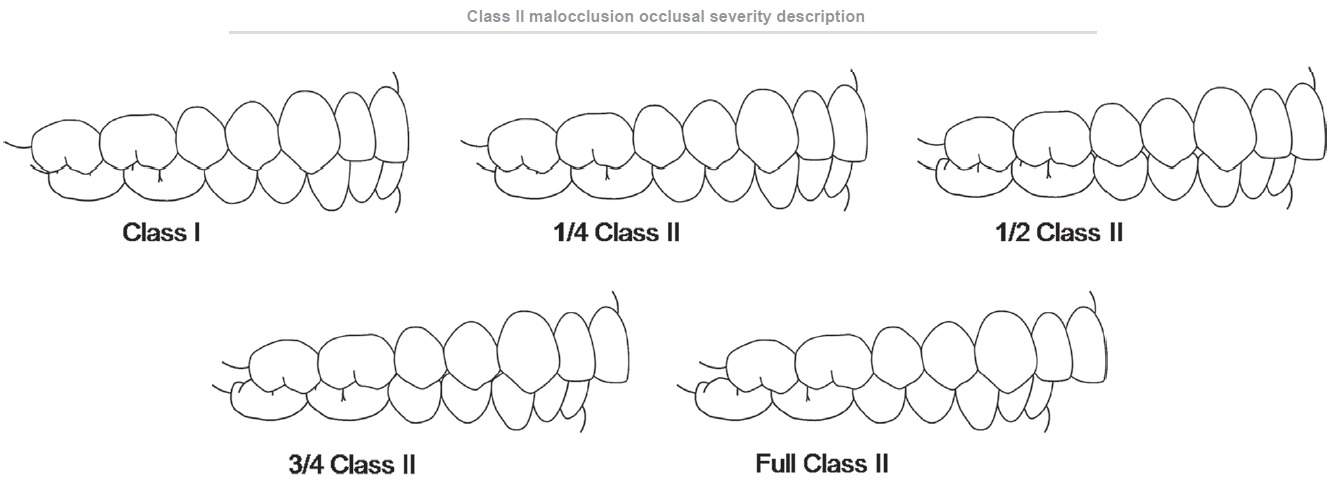 Class II malocclusion occlusal severity description
Class I
1/4 Class II
1/2 Class II
3/4 Class II
Full Class II